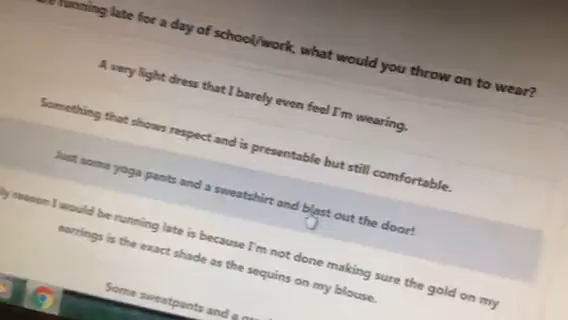 running late for a day of school/work, what would you throw on to wear?
A very light dress that I barely even feel I'm wearing.
Something that shows respect and is presentable but still comfortable.
Just some yoga pants and a sweatshirt and blast out the door!
reason I would be running late is because I'm not done making sure the gold on my
earrings is the exact shade as the sequins on my blouse.
Some sweatpants and a